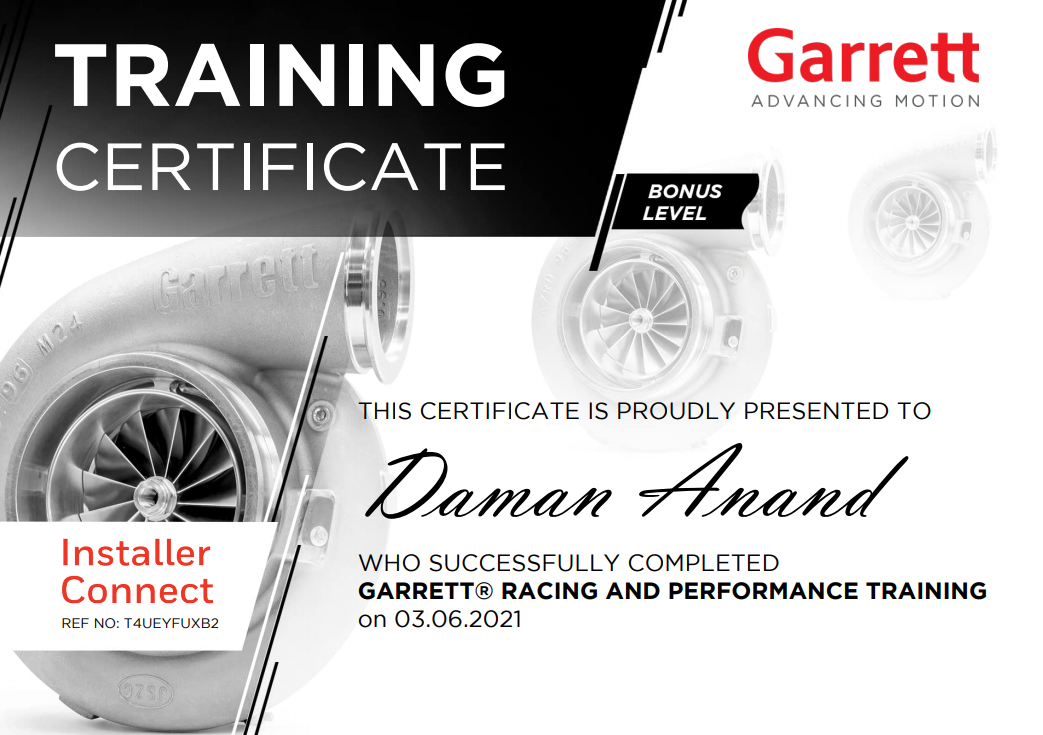 TRAINING
CERTIFICATE
Garrett
ADVANCING MOTION
BONUS
LEVEL
Garrett
M24
THIS CERTIFICATE IS PROUDLY PRESENTED TO
Daman Anand
WHO SUCCESSFULLY COMPLETED
GARRETT® RACING AND PERFORMANCE TRAINING
on 03.06.2021
Installer
Connect
REF NO: T4UEYFUXB2